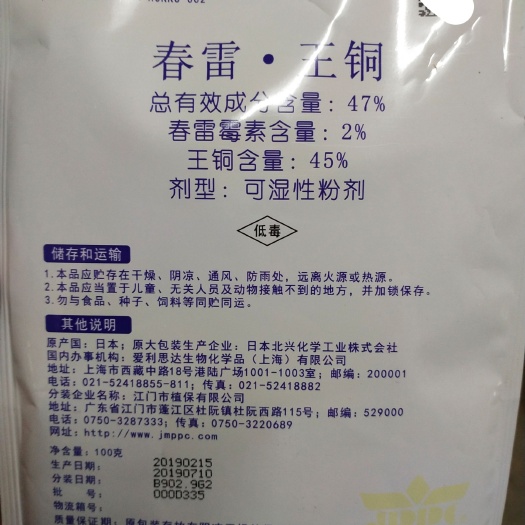 春雷·王铜
总有效成分含量：47%
春雷霉素含量：2%
王铜含量：45%
剂型：可湿性粉剂
低毒
储存和运输
1.本品应贮存在干燥、阴凉、通风、防雨处，远离火源或热源。
2.本品应当置于儿童、无关人员及动物接触不到的地方，并加锁保存。
3.勿与食品、种子、饲料等同贮同运。
其他说明
原产国：日本；原大包装生产企业：日本北兴化学工业株式会社
国内办事机构：爱利思达生物化学品（上海）有限公司
地址：上海市西藏中路18号港陆广场1001-1003室；邮编：200001
电话：021-52418855-811；传真：021-52418882
分装企业名称：江门市植保有限公司
地址：广东省江门市蓬江区杜阮镇杜阮西路115号；邮编：529000
电话：0750-3287333；传真：0750-3220689
网址：http://www.jmppc.com
净含量：100克
生产日期：20190215
分装日期：20190710
批 号：B902.9G2
000D335
物流箱号：